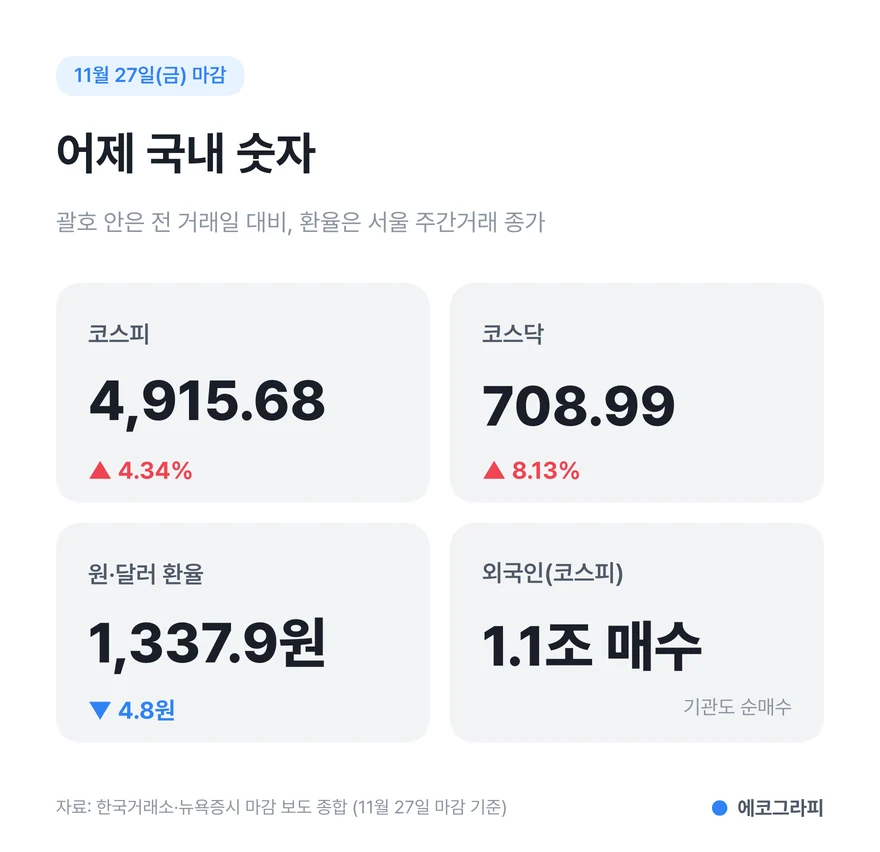 11월 27일(금) 마감
어제 국내 숫자
괄호 안은 전 거래일 대비, 환율은 서울 주간거래 종가
코스피
4,915.68
▲ 4.34%
코스닥
708.99
▲ 8.13%
원·달러 환율
1,337.9원
▼ 4.8원
외국인(코스피)
1.1조 매수
기관도 순매수
자료: 한국거래소·뉴욕증시 마감 보도 종합 (11월 27일 마감 기준)
에코그라피